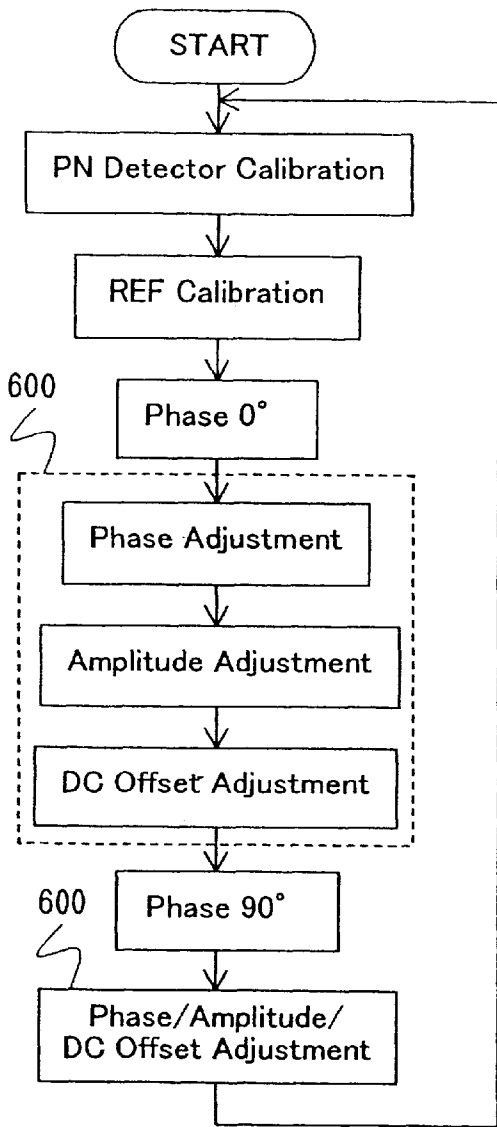 START
PN Detector Calibration
REF Calibration
600
Phase 0°
Phase Adjustment
Amplitude Adjustment
DC Offset Adjustment
600
Phase 90°
Phase/Amplitude/
DC Offset Adjustment